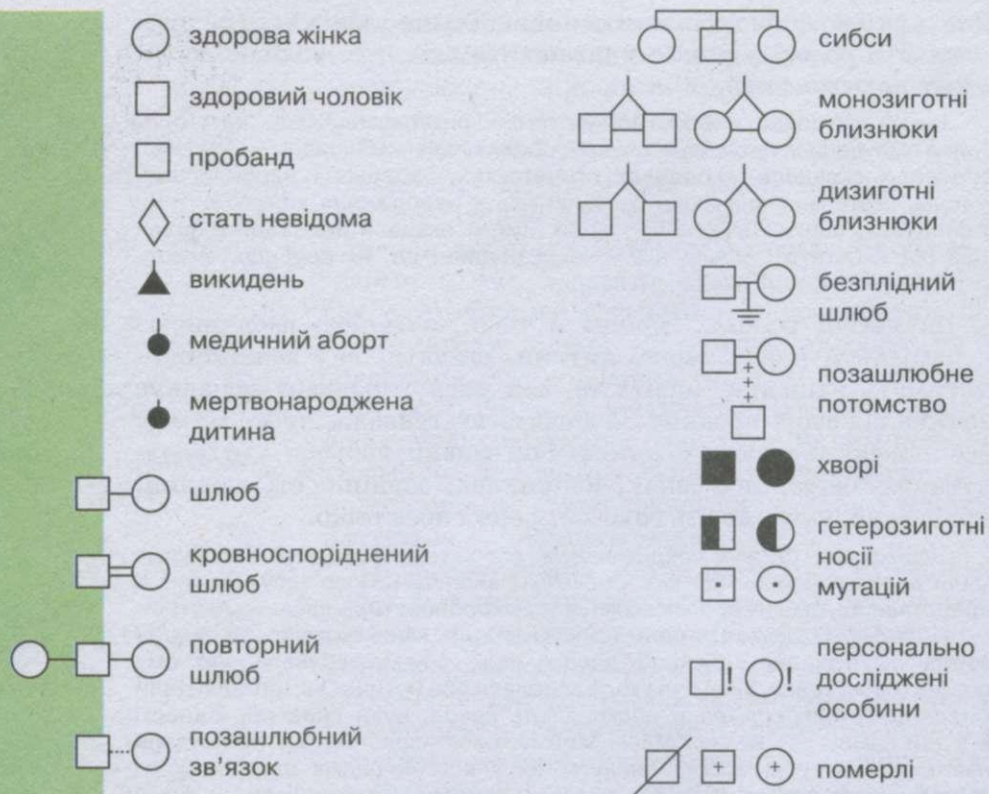 здорова жінка
здоровий чоловік
пробанд
стать невідома
викидень
медичний аборт
мертвонароджена
дитина
шлюб
кровноспоріднений
шлюб
повторний
шлюб
позашлюбний
зв'язок
сибси
монозиготні
близнюки
дизиготні
близнюки
безплідний
шлюб
позашлюбне
потомство
хворі
гетерозиготні
носії
мутацій
персонально
досліджені
особини
! !
померлі